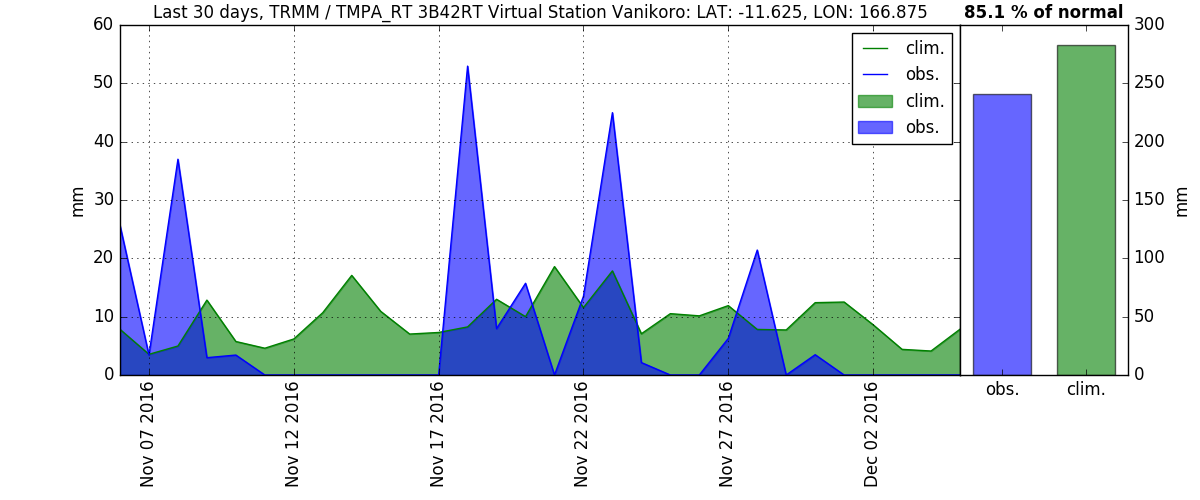 Last 30 days, TRMM / TMPA_RT 3B42RT Virtual Station Vanikoro: LAT: -11.625, LON: 166.875
85.1 % of normal
60
50
40
30
20
10
0
mm
clim.
obs.
clim.
obs.
300
250
200
150
100
50
0
mm
Nov 07 2016
Nov 12 2016
Nov 17 2016
Nov 22 2016
Nov 27 2016
Dec 02 2016
obs.
clim.